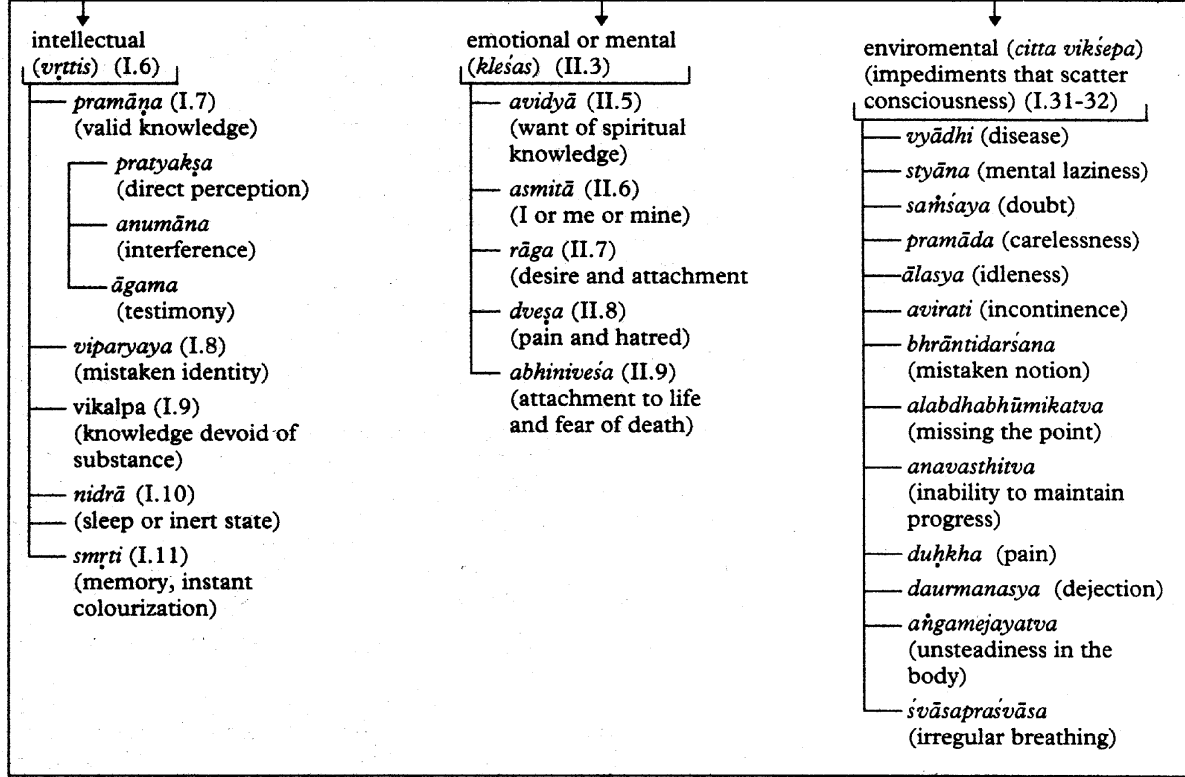 intellectual
(vṛttis) (I.6)
pramāṇa (I.7)
(valid knowledge)
pratyakṣa
(direct perception)
anumāna
(interference)
āgama
(testimony)
viparyaya (I.8)
(mistaken identity)
vikalpa (I.9)
(knowledge devoid of
substance)
nidrā (I.10)
(sleep or inert state)
smṛti (I.11)
(memory, instant
colourization)
emotional or mental
(kleśas) (II.3)
avidyā (II.5)
(want of spiritual
knowledge)
asmitā (II.6)
(I or me or mine)
rāga (II.7)
(desire and attachment
dveṣa (II.8)
(pain and hatred)
abhiniveśa (II.9)
(attachment to life
and fear of death)
enviromental (citta vikśepa)
(impediments that scatter
consciousness) (I.31-32)
vyādhi (disease)
styāna (mental laziness)
saṁśaya (doubt)
pramāda (carelessness)
ālasya (idleness)
avirati (incontinence)
bhrāntidarśana
(mistaken notion)
alabdhabhūmikatva
(missing the point)
anavasthitva
(inability to maintain
progress)
duḥkha (pain)
daurmanasya (dejection)
aṅgamejayatva
(unsteadiness in the
body)
śvāsapraśvāsa
(irregular breathing)